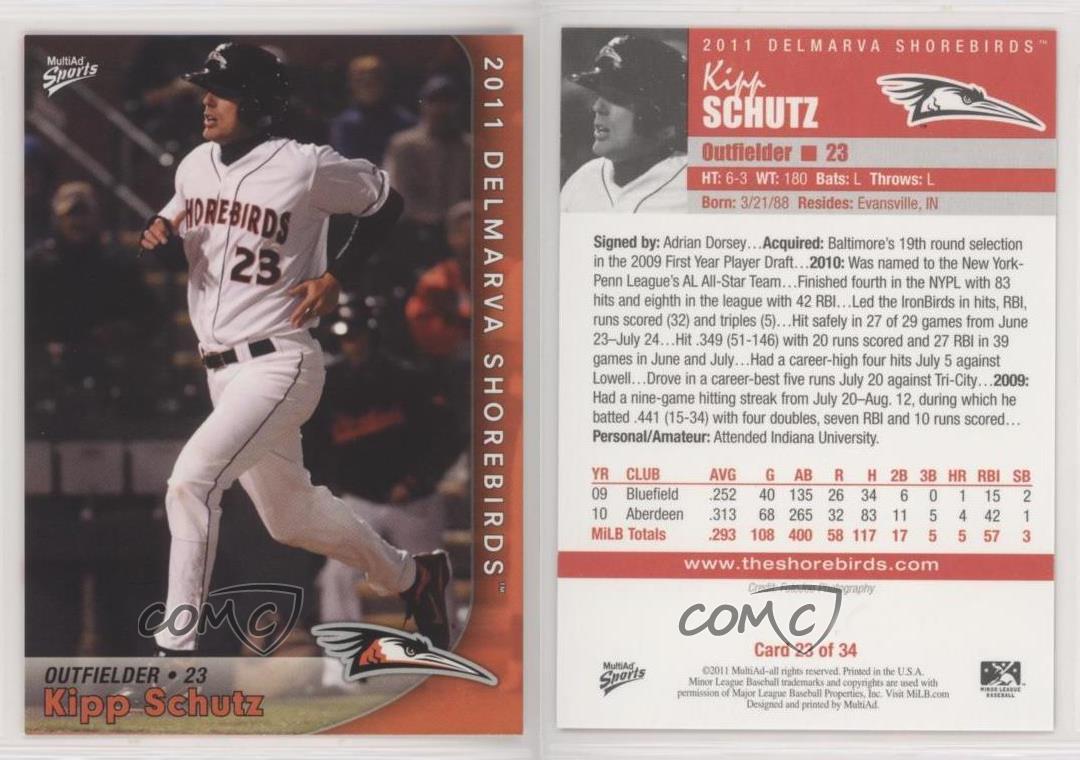 MultiAd
Sports
2011 DELMARVA SHOREBIRDS™
HOREBIRDS
23
COMC
OUTFIELDER • 23
Kipp Schutz
2011 DELMARVA SHOREBIRDS™
Kipp
SCHUTZ
Outfielder ■ 23
HT: 6-3 WT: 180 Bats: L Throws: L
Born: 3/21/88 Resides: Evansville, IN
Signed by: Adrian Dorsey...Acquired: Baltimore's 19th round selection
in the 2009 First Year Player Draft...2010: Was named to the New York-
Penn League's AL All-Star Team...Finished fourth in the NYPL with 83
hits and eighth in the league with 42 RBI...Led the IronBirds in hits, RBI,
runs scored (32) and triples (5)...Hit safely in 27 of 29 games from June
23–July 24...Hit .349 (51-146) with 20 runs scored and 27 RBI in 39
games in June and July...Had a career-high four hits July 5 against
Lowell...Drove in a career-best five runs July 20 against Tri-City...2009:
Had a nine-game hitting streak from July 20–Aug. 12, during which he
batted .441 (15-34) with four doubles, seven RBI and 10 runs scored...
Personal/Amateur: Attended Indiana University.
YR CLUB AVG G AB R H 2B 3B HR RBI SB
09 Bluefield .252 40 135 26 34 6 0 1 15 2
10 Aberdeen .313 68 265 32 83 11 5 4 42 1
MiLB Totals .293 108 400 58 117 17 5 5 57 3
www.theshorebirds.com
Credit: Photography
COMC
Card 23 of 34
MultiAd
Sports
©2011 MultiAd-all rights reserved. Printed in the U.S.A.
Minor League Baseball trademarks and copyrights are used with
permission of Major League Baseball Properties, Inc. Visit MiLB.com
Designed and printed by MultiAd.
MINOR LEAGUE
BASEBALL